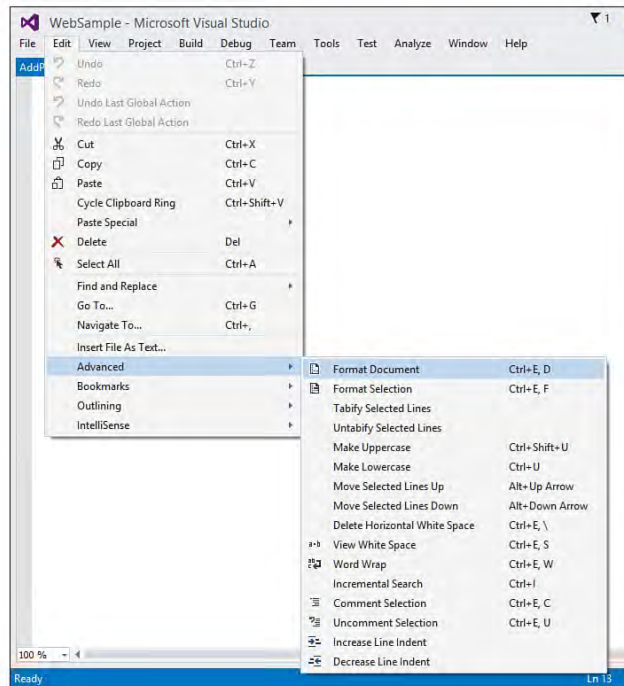 WebSample - Microsoft Visual Studio
1
File Edit View Project Build Debug Team Tools Test Analyze Window Help
AddP
Undo Ctrl+Z
Redo Ctrl+Y
Undo Last Global Action
Redo Last Global Action
Cut Ctrl+X
Copy Ctrl+C
Paste Ctrl+V
Cycle Clipboard Ring Ctrl+Shift+V
Paste Special
Delete Del
Select All Ctrl+A
Find and Replace
Go To... Ctrl+G
Navigate To... Ctrl+,
Insert File As Text...
Advanced
Bookmarks
Outlining
IntelliSense
Format Document Ctrl+E, D
Format Selection Ctrl+E, F
Tabify Selected Lines
Untabify Selected Lines
Make Uppercase Ctrl+Shift+U
Make Lowercase Ctrl+U
Move Selected Lines Up Alt+Up Arrow
Move Selected Lines Down Alt+Down Arrow
Delete Horizontal White Space Ctrl+E, \
View White Space Ctrl+E, S
Word Wrap Ctrl+E, W
Incremental Search Ctrl+I
Comment Selection Ctrl+E, C
Uncomment Selection Ctrl+E, U
Increase Line Indent
Decrease Line Indent
100 %
Ready Ln 13